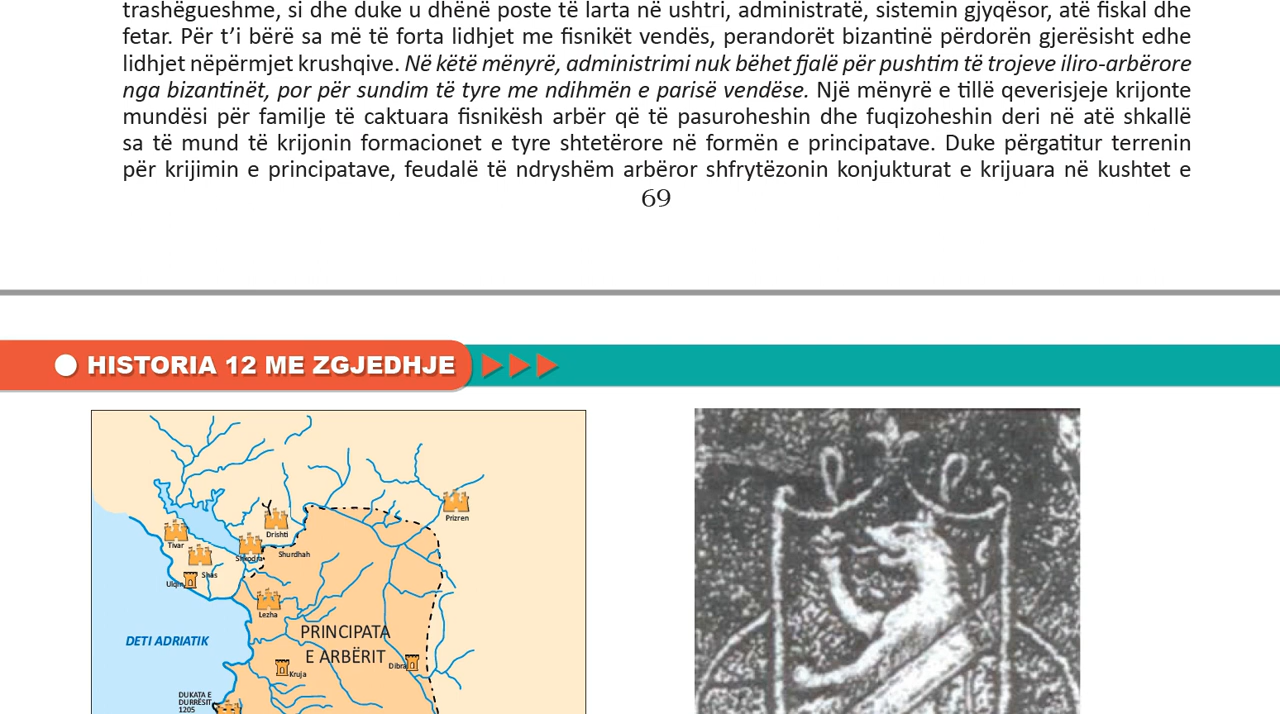 trashëgueshme, si dhe duke u dhënë poste të larta në ushtri, administratë, sistemin gjyqësor, atë fiskal dhe
fetar. Për t’i bërë sa më të forta lidhjet me fisnikët vendës, perandorët bizantinë përdorën gjerësisht edhe
lidhjet nëpërmjet krushqive. Në këtë mënyrë, administrimi nuk bëhet fjalë për pushtim të trojeve iliro-arbërore
nga bizantinët, por për sundim të tyre me ndihmën e parisë vendëse. Një mënyrë e tillë qeverisjeje krijonte
mundësi për familje të caktuara fisnikësh arbër që të pasuroheshin dhe fuqizoheshin deri në atë shkallë
sa të mund të krijonin formacionet e tyre shtetërore në formën e principatave. Duke përgatitur terrenin
për krijimin e principatave, feudalë të ndryshëm arbëror shfrytëzonin konjukturat e krijuara në kushtet e
69
HISTORIA 12 ME ZGJEDHJE
Prizren
Drishti
Tivar
Shkodra
Shurdhah
Shas
Ulqin
Lezha
PRINCIPATA
E ARBËRIT
DETI ADRIATIK
Dibra
Kruja
DUKATA E
DURRËSIT
1205